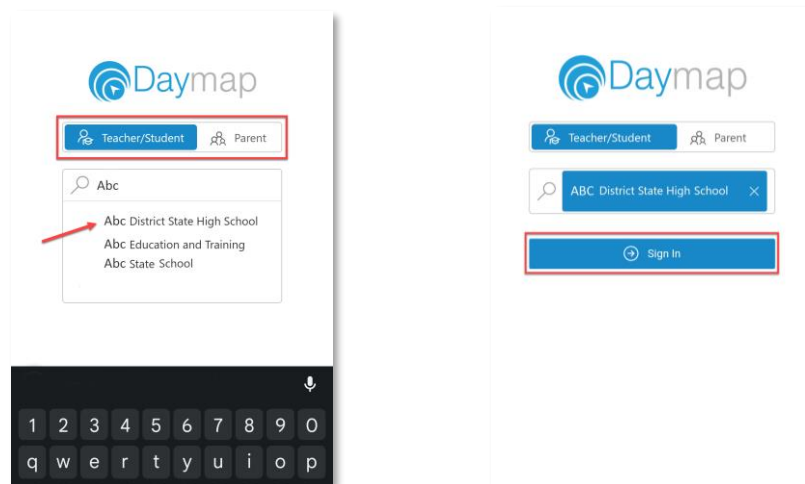 Daymap
Teacher/Student Parent
Abc
Abc District State High School
Abc Education and Training
Abc State School
1 2 3 4 5 6 7 8 9 0
q w e r t y u i o p
Daymap
Teacher/Student Parent
ABC District State High School
Sign In